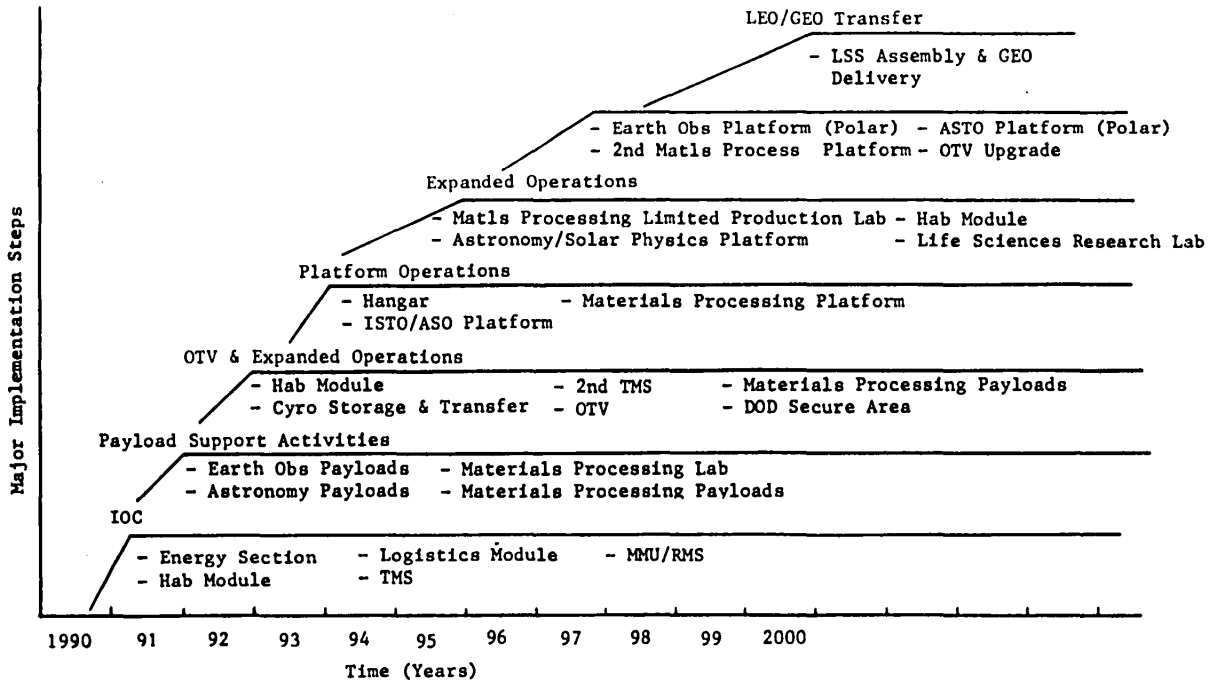 LEO/GEO Transfer
- LSS Assembly & GEO
Delivery
- Earth Obs Platform (Polar) - ASTO Platform (Polar)
- 2nd Matls Process Platform - OTV Upgrade
Expanded Operations
- Matls Processing Limited Production Lab - Hab Module
- Astronomy/Solar Physics Platform - Life Sciences Research Lab
Platform Operations
- Hangar - Materials Processing Platform
- ISTO/ASO Platform
OTV & Expanded Operations
- Hab Module - 2nd TMS - Materials Processing Payloads
- Cyro Storage & Transfer - OTV - DOD Secure Area
Payload Support Activities
- Earth Obs Payloads - Materials Processing Lab
- Astronomy Payloads - Materials Processing Payloads
IOC
- Energy Section - Logistics Module - MMU/RMS
- Hab Module - TMS
Major Implementation Steps
1990 91 92 93 94 95 96 97 98 99 2000
Time (Years)